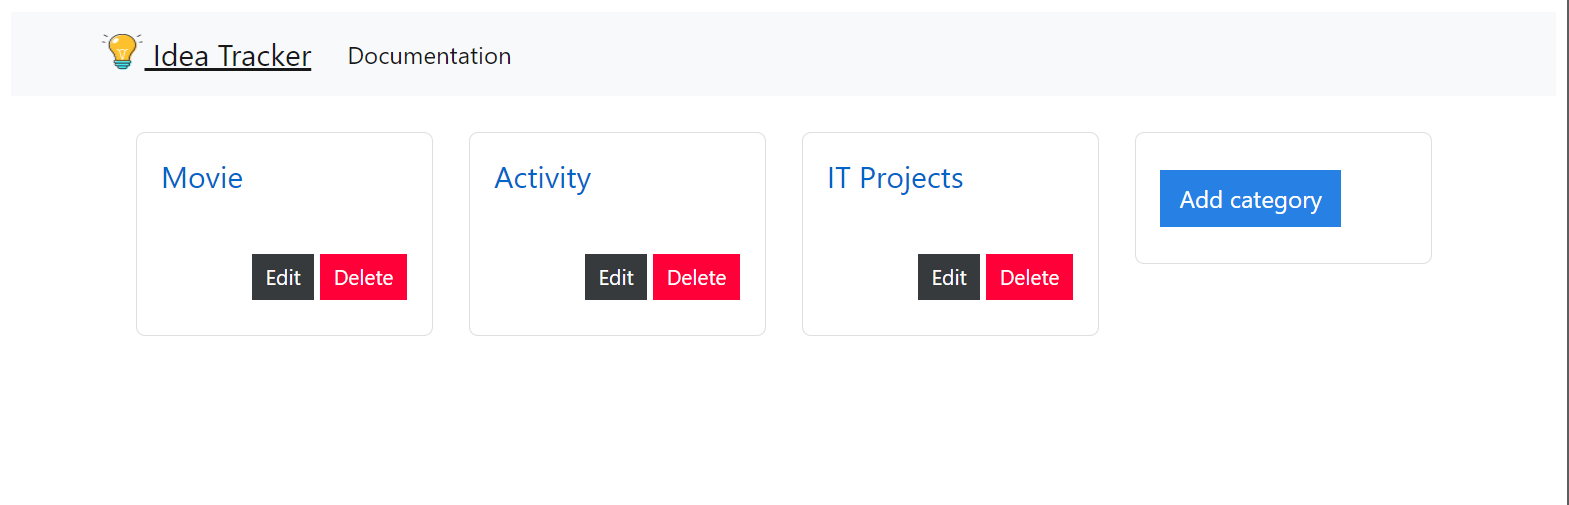 Idea Tracker Documentation
Movie
Edit Delete
Activity
Edit Delete
IT Projects
Edit Delete
Add category